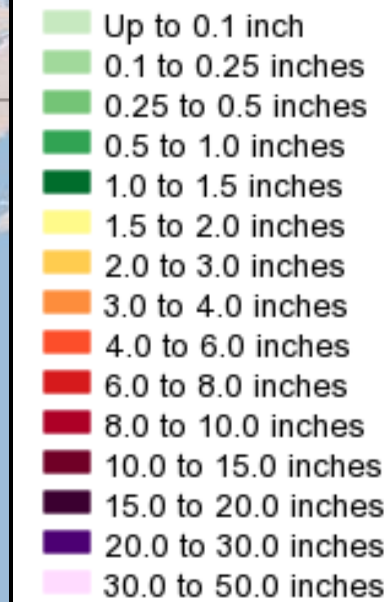 Up to 0.1 inch
0.1 to 0.25 inches
0.25 to 0.5 inches
0.5 to 1.0 inches
1.0 to 1.5 inches
1.5 to 2.0 inches
2.0 to 3.0 inches
3.0 to 4.0 inches
4.0 to 6.0 inches
6.0 to 8.0 inches
8.0 to 10.0 inches
10.0 to 15.0 inches
15.0 to 20.0 inches
20.0 to 30.0 inches
30.0 to 50.0 inches